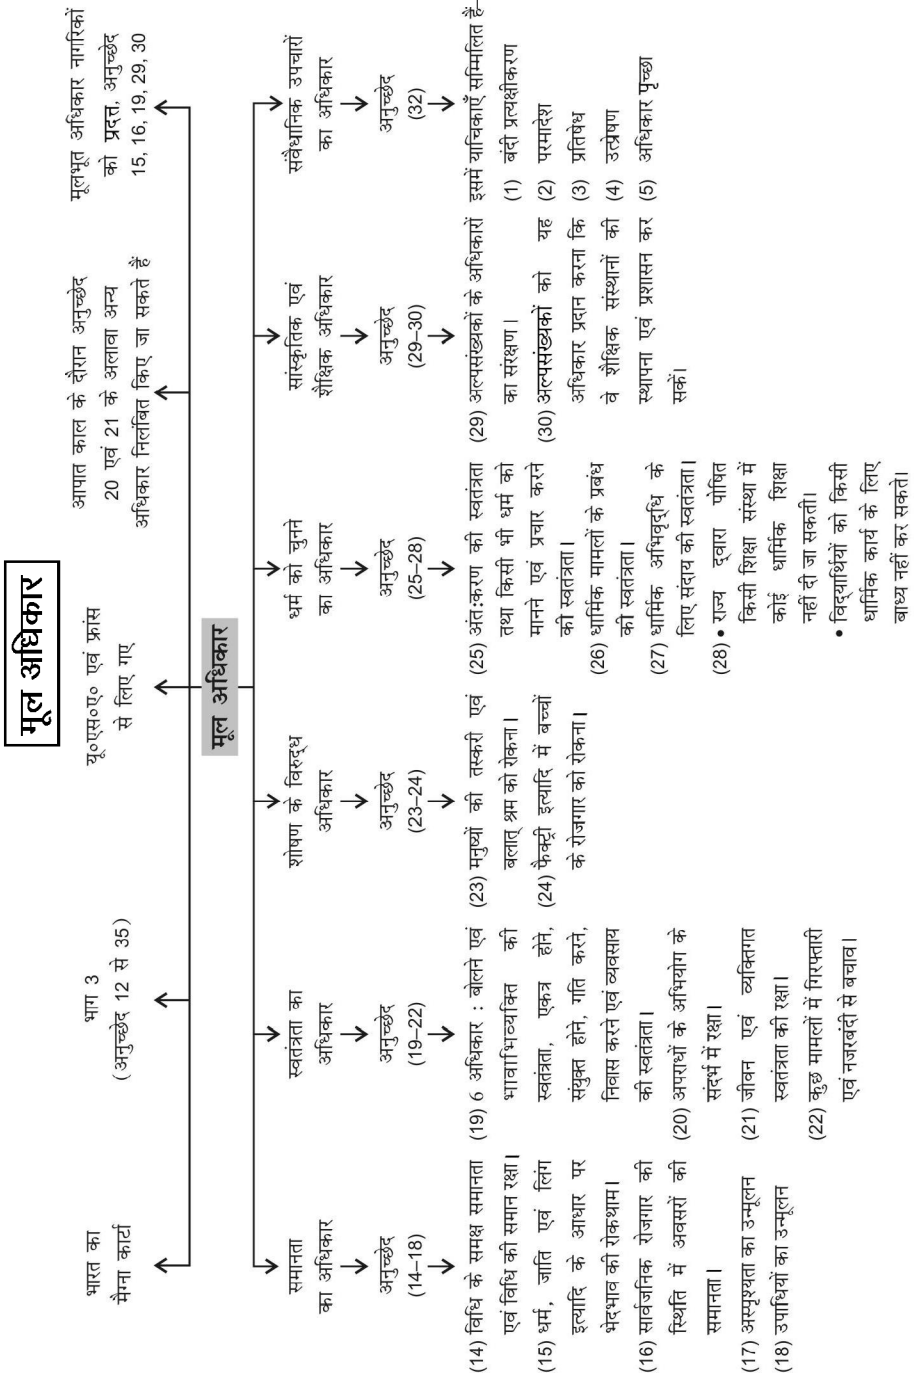 मूल अधिकार
भारत का
मैग्ना कार्टा
भाग 3
(अनुच्छेद 12 से 35)
यू०एस०ए० एवं फ्रांस
से लिए गए
आपात काल के दौरान अनुच्छेद
20 एवं 21 के अलावा अन्य
अधिकार निलंबित किए जा सकते हैं
मूलभूत अधिकार नागरिकों
को प्रदत्त, अनुच्छेद
15, 16, 19, 29, 30
मूल अधिकार
समानता
का अधिकार
अनुच्छेद
(14–18)
(14) विधि के समक्ष समानता
एवं विधि की समान रक्षा।
(15) धर्म, जाति एवं लिंग
इत्यादि के आधार पर
भेदभाव की रोकथाम।
(16) सार्वजनिक रोजगार की
स्थिति में अवसरों की
समानता।
(17) अस्पृश्यता का उन्मूलन
(18) उपाधियों का उन्मूलन
स्वतंत्रता का
अधिकार
अनुच्छेद
(19–22)
(19) 6 अधिकार : बोलने एवं
भावाभिव्यक्ति की
स्वतंत्रता, एकत्र होने,
संयुक्त होने, गति करने,
निवास करने एवं व्यवसाय
की स्वतंत्रता।
(20) अपराधों के अभियोग के
संदर्भ में रक्षा।
(21) जीवन एवं व्यक्तिगत
स्वतंत्रता की रक्षा।
(22) कुछ मामलों में गिरफ्तारी
एवं नजरबंदी से बचाव।
शोषण के विरुद्ध
अधिकार
अनुच्छेद
(23–24)
(23) मनुष्यों की तस्करी एवं
बलात् श्रम को रोकना।
(24) फैक्ट्री इत्यादि में बच्चों
के रोजगार को रोकना।
धर्म को चुनने
का अधिकार
अनुच्छेद
(25–28)
(25) अंत:करण की स्वतंत्रता
तथा किसी भी धर्म को
मानने एवं प्रचार करने
की स्वतंत्रता।
(26) धार्मिक मामलों के प्रबंध
की स्वतंत्रता।
(27) धार्मिक अभिवृद्धि के
लिए संदाय की स्वतंत्रता।
(28) • राज्य द्वारा पोषित
किसी शिक्षा संस्था में
कोई धार्मिक शिक्षा
नहीं दी जा सकती।
• विद्यार्थियों को किसी
धार्मिक कार्य के लिए
बाध्य नहीं कर सकते।
सांस्कृतिक एवं
शैक्षिक अधिकार
अनुच्छेद
(29–30)
(29) अल्पसंख्यकों के अधिकारों
का संरक्षण।
(30) अल्पसंख्यकों को यह
अधिकार प्रदान करना कि
वे शैक्षिक संस्थानों की
स्थापना एवं प्रशासन कर
सकें।
संवैधानिक उपचारों
का अधिकार
अनुच्छेद
(32)
इसमें याचिकाएँ सम्मिलित हैं–
(1) बंदी प्रत्यक्षीकरण
(2) परमादेश
(3) प्रतिषेध
(4) उत्प्रेषण
(5) अधिकार पृच्छा